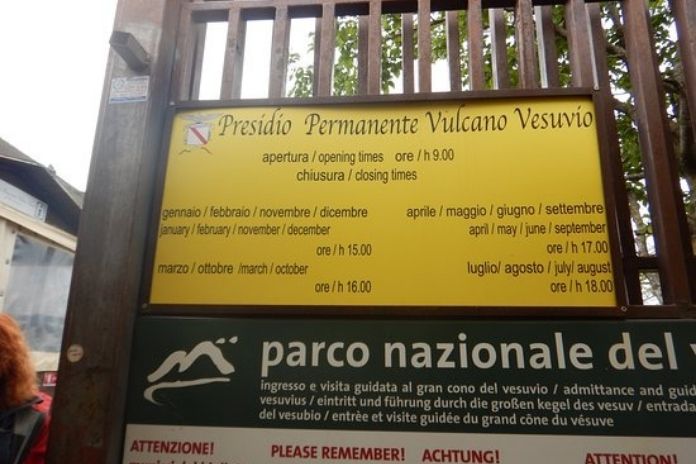 Presidio Permanente Vulcano Vesuvio
apertura / opening times ore / h 9.00
chiusura / closing times
gennaio / febbraio / novembre / dicembre
january / february / november / december
ore / h 15.00
marzo / ottobre /march / october
ore / h 16.00
aprile / maggio / giugno / settembre
april / may / june / september
ore / h 17.00
luglio/ agosto / july/ august
ore / h 18.00
parco nazionale del
ingresso e visita guidata al gran cono del vesuvio / admittance and
vesuvius / eintritt und führung durch die großen kegel des vesuv / entrada
del vesubio / entrèe et visite guidée du grand cône du vésuve
ATTENZIONE! PLEASE REMEMBER! ACHTUNG! ¡ATENCIÓN! ATTENTION!